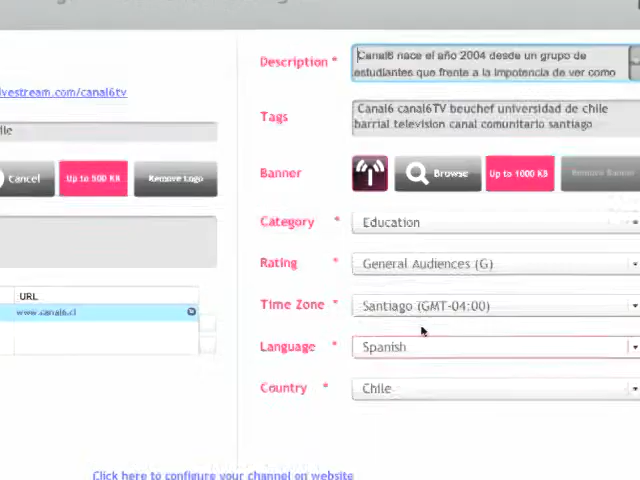 Description *
Canal6 nace el año 2004 desde un grupo de
estudiantes que frente a la impotencia de ver como
ivestream.com/canal6tv
Tags
Canal6 canal6TV beuchef universidad de chile
barrial television canal comunitario santiago
ile
Banner
Browse
Up to 1000 KB
Remove Banner
Cancel
Up to 500 KB
Remove Logo
Category *
Education
Rating *
General Audiences (G)
Time Zone *
Santiago (GMT-04:00)
URL
www.canal6.cl
Language *
Spanish
Country *
Chile
Click here to configure your channel on website